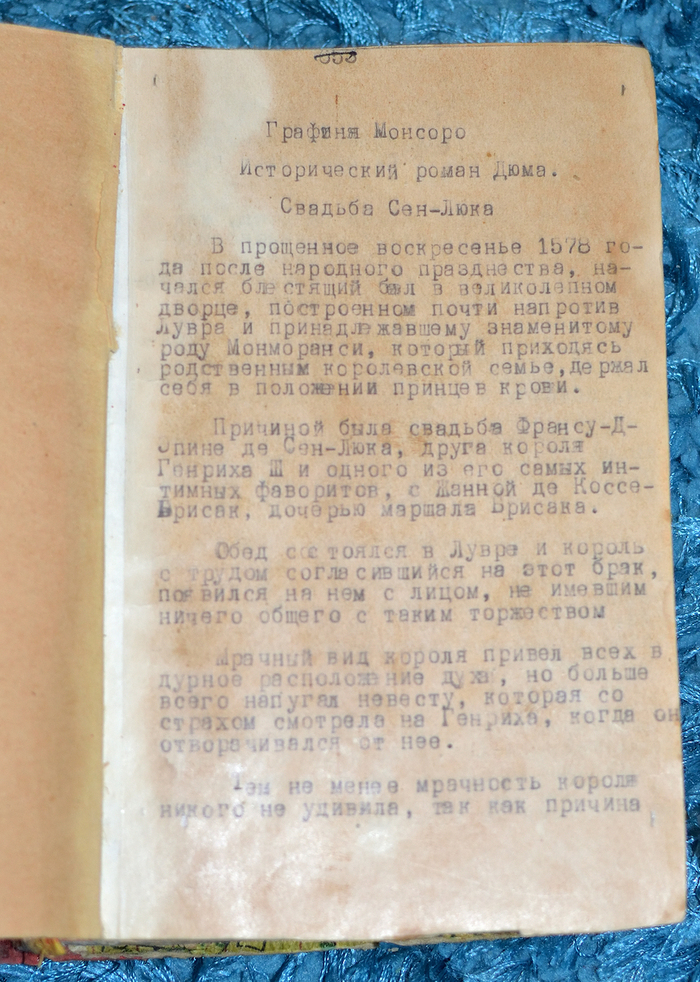 Графиня Монсоро
Исторический роман Дюма.
Свадьба Сен-Люка
В прощенное воскресенье 1578 го-
да после народного празднества, на-
чался блестящий бал в великолепном
дворце, построенном почти напротив
Лувра и принадлежавшему знаменитому
роду Монморанси, который приходясь
родственным королевской семье,держал
себя в положении принцев крови.
Причиной была свадьба Франсу-Д-
де Сен-Люка, друга короля
Генриха Ш и одного из его самых ин-
тимных фаворитов, с Жанной де Коссе-
Брисак, дочерью маршала Брисака.
Обед состоялся в Лувре и король
с трудом согласившийся на этот брак,
появился на нем с лицом, не имевшим
ничего общего с таким торжеством
Мрачный вид короля привел всех в
дурное расположение духа, но больше
всего напугал невесту, которая со
страхом смотрела на Генриха, когда он
отворачивался от нее.
Тем не менее мрачность короля
никого не удивила, так как причина